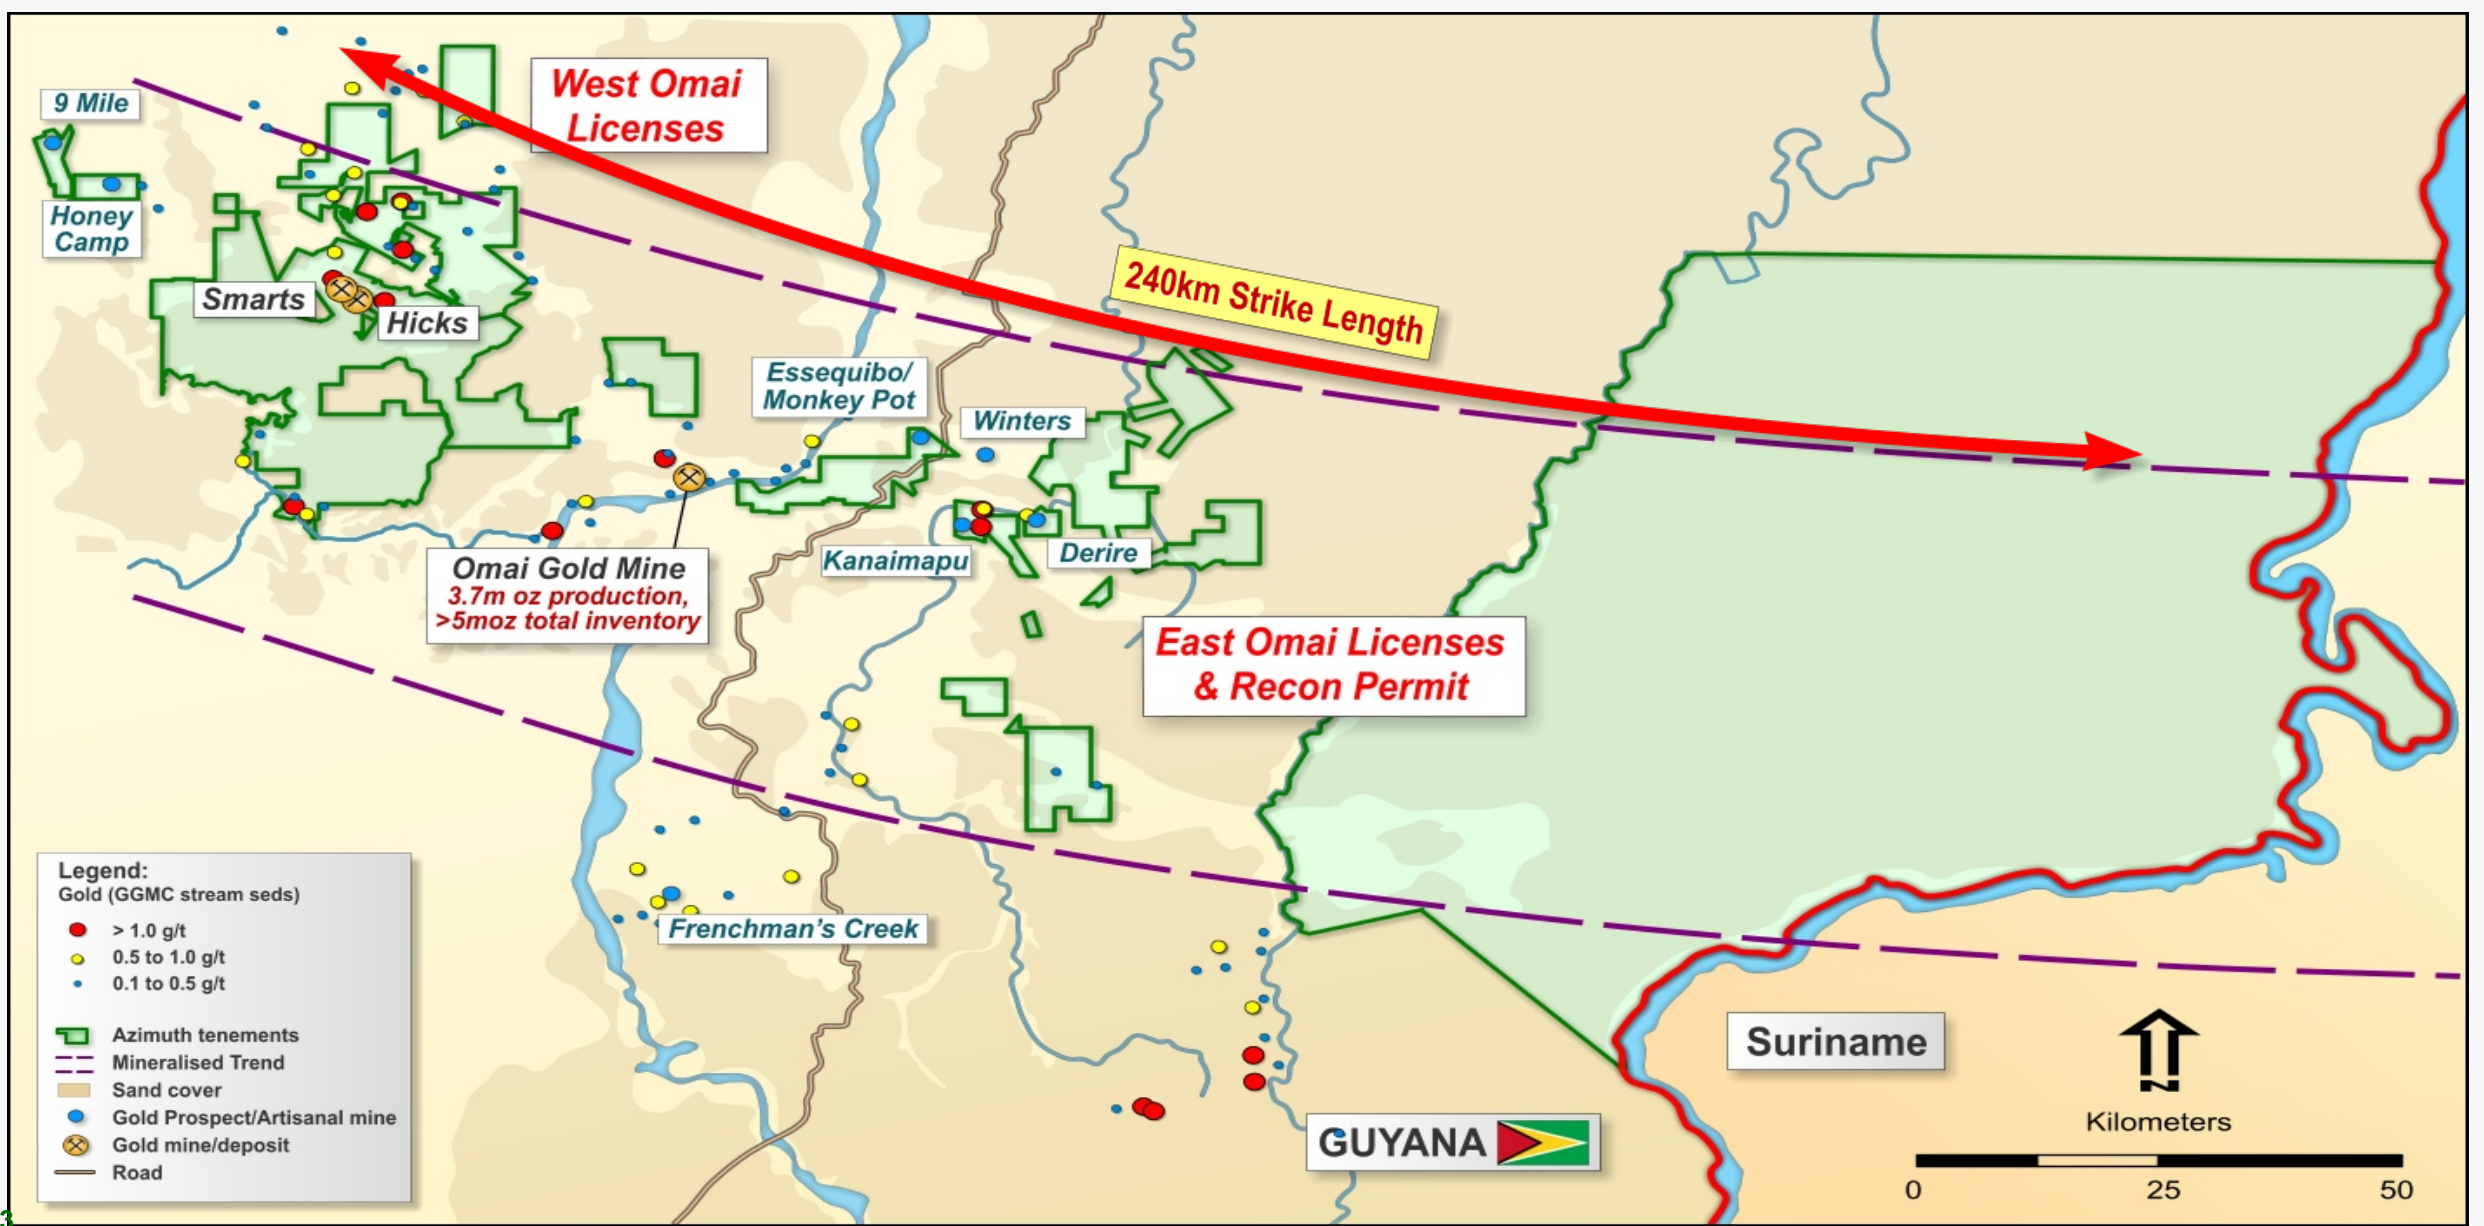 9 Mile
West Omai
Licenses
Honey
Camp
Smarts
Hicks
240km Strike Length
Essequibo/
Monkey Pot
Winters
Omai Gold Mine
3.7m oz production,
>5moz total inventory
Kanaimapu
Derire
East Omai Licenses
& Recon Permit
Frenchman's Creek
Legend:
Gold (GGMC stream seds)
> 1.0 g/t
0.5 to 1.0 g/t
0.1 to 0.5 g/t
Azimuth tenements
Mineralised Trend
Sand cover
Gold Prospect/Artisanal mine
Gold mine/deposit
Road
Suriname
GUYANA
N
Kilometers
0 25 50
3